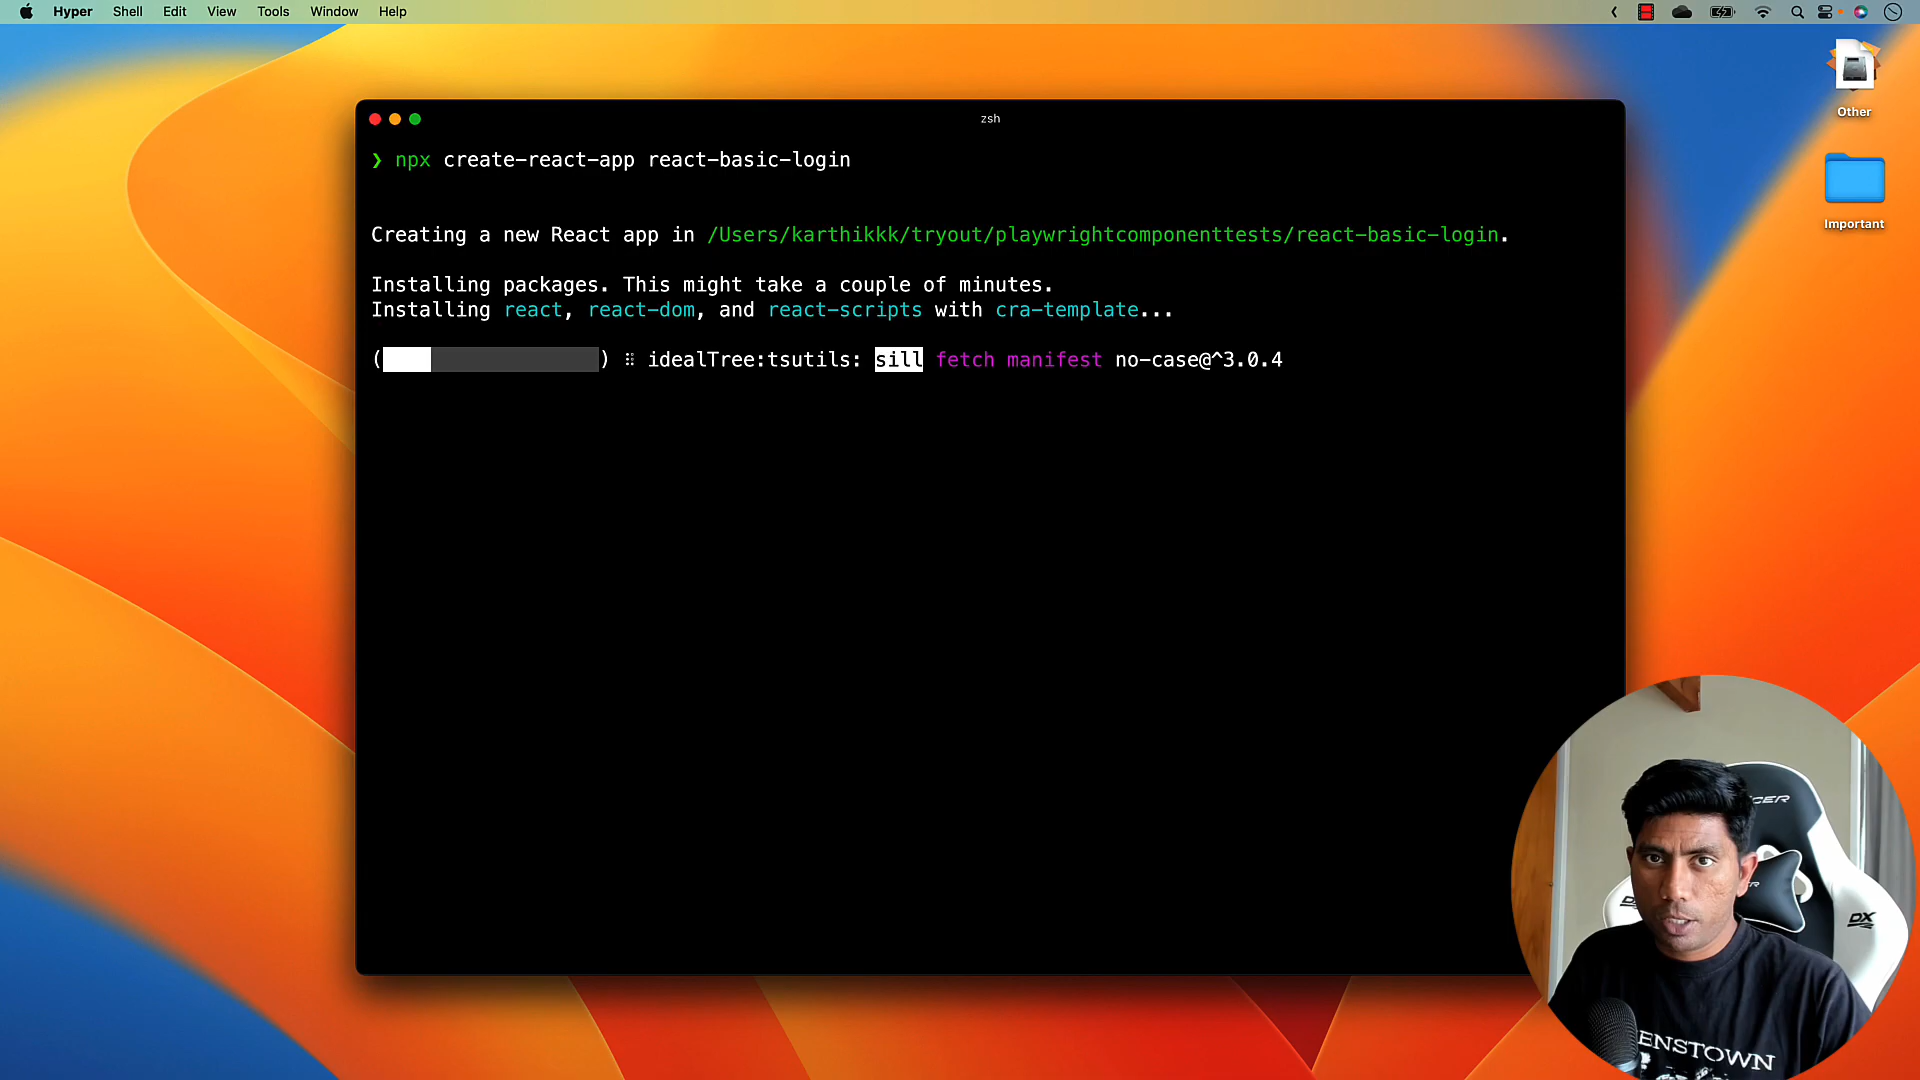 Hyper Shell Edit View Tools Window Help
Other
Important
zsh
❯ npx create-react-app react-basic-login
Creating a new React app in /Users/karthikkk/tryout/playwrightcomponenttests/react-basic-login.
Installing packages. This might take a couple of minutes.
Installing react, react-dom, and react-scripts with cra-template...
( ) ⠿ idealTree:tsutils: sill fetch manifest no-case@^3.0.4
DX
ENSTOWN